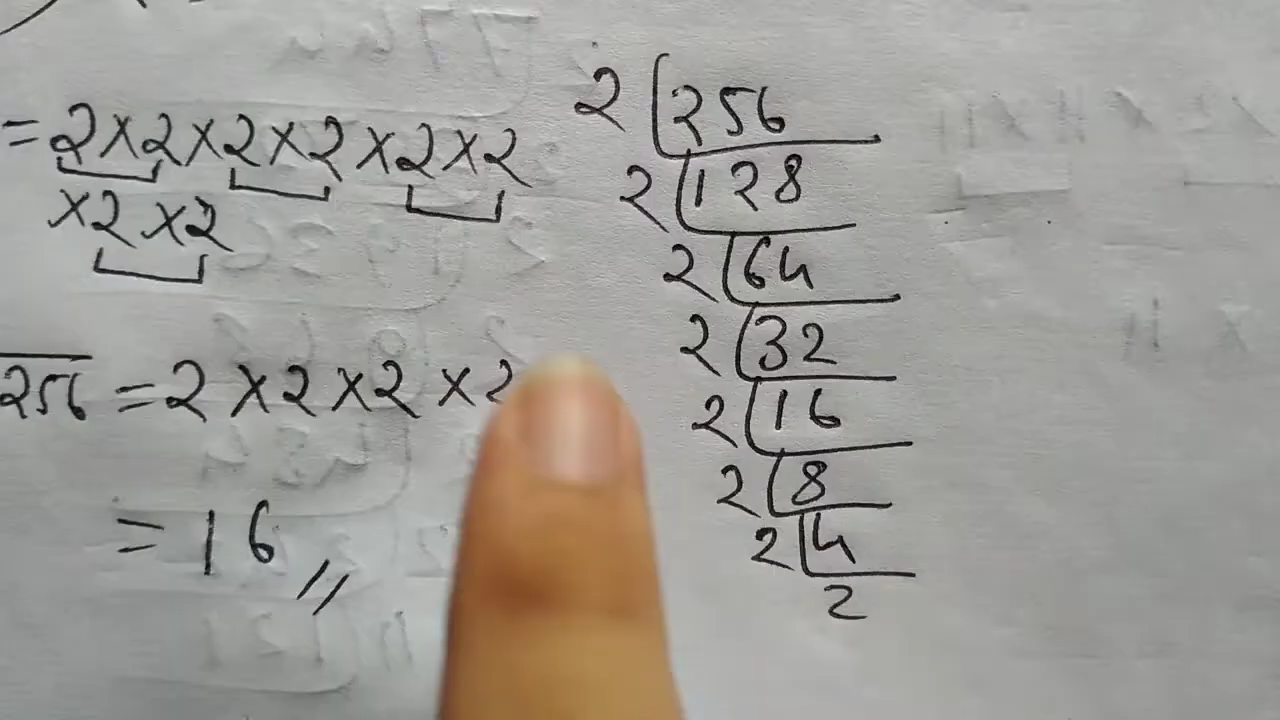 = 2 × 2 × 2 × 2 × 2 × 2
× 2 × 2
256 = 2 × 2 × 2 × 2
= 16 //
2 | 256
2 | 128
2 | 64
2 | 32
2 | 16
2 | 8
2 | 4
2